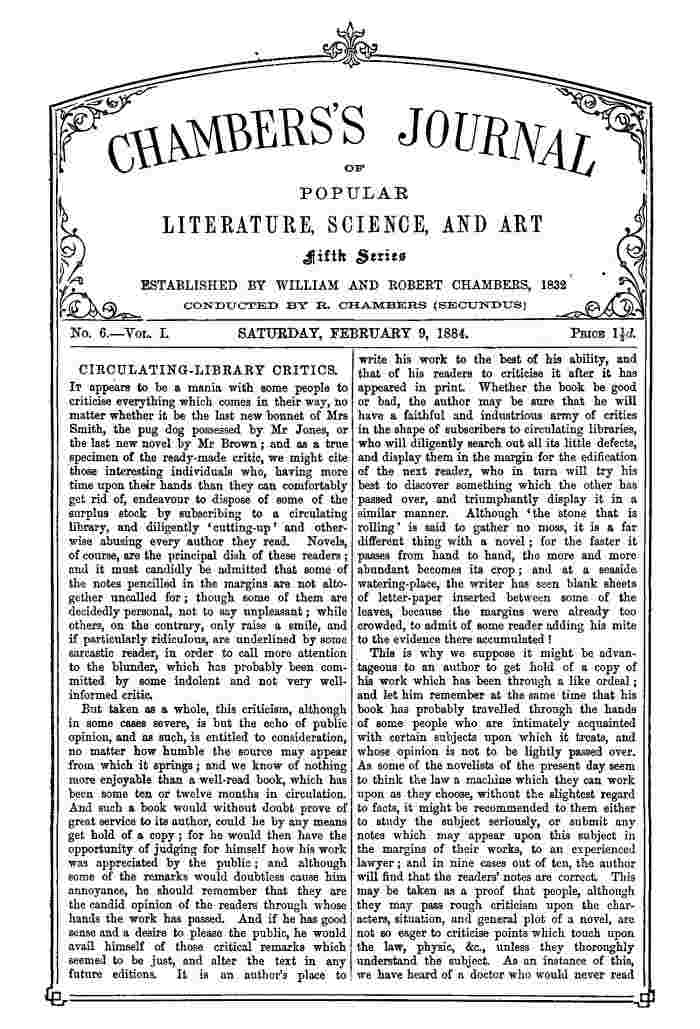 CHAMBERS'S JOURNAL
OF
POPULAR
LITERATURE, SCIENCE, AND ART
Fifth Series
ESTABLISHED BY WILLIAM AND ROBERT CHAMBERS, 1832
CONDUCTED BY R. CHAMBERS (SECUNDUS)
No. 6.—Vol. I. SATURDAY, FEBRUARY 9, 1884. Price 1½d.
CIRCULATING-LIBRARY CRITICS.
It appears to be a mania with some people to
criticise everything which comes in their way, no
matter whether it be the last new bonnet of Mrs
Smith, the pug dog possessed by Mr Jones, or
the last new novel by Mr Brown; and as a true
specimen of the ready-made critic, we might cite
those interesting individuals who, having more
time upon their hands than they can comfortably
get rid of, endeavour to dispose of some of the
surplus stock by subscribing to a circulating
library, and diligently ‘cutting-up’ and other-
wise abusing every author they read. Novels,
of course, are the principal dish of these readers;
and it must candidly be admitted that some of
the notes pencilled in the margins are not alto-
gether uncalled for; though some of them are
decidedly personal, not to say unpleasant; while
others, on the contrary, only raise a smile, and
if particularly ridiculous, are underlined by some
sarcastic reader, in order to call more attention
to the blunder, which has probably been com-
mitted by some indolent and not very well-
informed critic.
But taken as a whole, this criticism, although
in some cases severe, is but the echo of public
opinion, and as such, is entitled to consideration,
no matter how humble the source may appear
from which it springs; and we know of nothing
more enjoyable than a well-read book, which has
been some ten or twelve months in circulation.
And such a book would without doubt prove of
great service to its author, could he by any means
get hold of a copy; for he would then have the
opportunity of judging for himself how his work
was appreciated by the public; and although
some of the remarks would doubtless cause him
annoyance, he should remember that they are
the candid opinion of the readers through whose
hands the work has passed. And if he has good
sense and a desire to please the public, he would
avail himself of those critical remarks which
seemed to be just, and alter the text in any
future editions. It is an author's place to
write his work to the best of his ability, and
that of his readers to criticise it after it has
appeared in print. Whether the book be good
or bad, the author may be sure that he will
have a faithful and industrious army of critics
in the shape of subscribers to circulating libraries,
who will diligently search out all its little defects,
and display them in the margin for the edification
of the next reader, who in turn will try his
best to discover something which the other has
passed over, and triumphantly display it in a
similar manner. Although ‘the stone that is
rolling’ is said to gather no moss, it is a far
different thing with a novel; for the faster it
passes from hand to hand, the more and more
abundant becomes its crop; and at a seaside
watering-place, the writer has seen blank sheets
of letter-paper inserted between some of the
leaves, because the margins were already too
crowded, to admit of some reader adding his mite
to the evidence there accumulated!
This is why we suppose it might be advan-
tageous to an author to get hold of a copy of
his work which has been through a like ordeal;
and let him remember at the same time that his
book has probably travelled through the hands
of some people who are intimately acquainted
with certain subjects upon which it treats, and
whose opinion is not to be lightly passed over.
As some of the novelists of the present day seem
to think the law a machine which they can work
upon as they choose, without the slightest regard
to facts, it might be recommended to them either
to study the subject seriously, or submit any
notes which may appear upon this subject in
the margins of their works, to an experienced
lawyer; and in nine cases out of ten, the author
will find that the readers' notes are correct. This
may be taken as a proof that people, although
they may pass rough criticism upon the char-
acters, situation, and general plot of a novel, are
not so eager to criticise points which touch upon
the law, physic, &c., unless they thoroughly
understand the subject. As an instance of this,
we have heard of a doctor who would never read